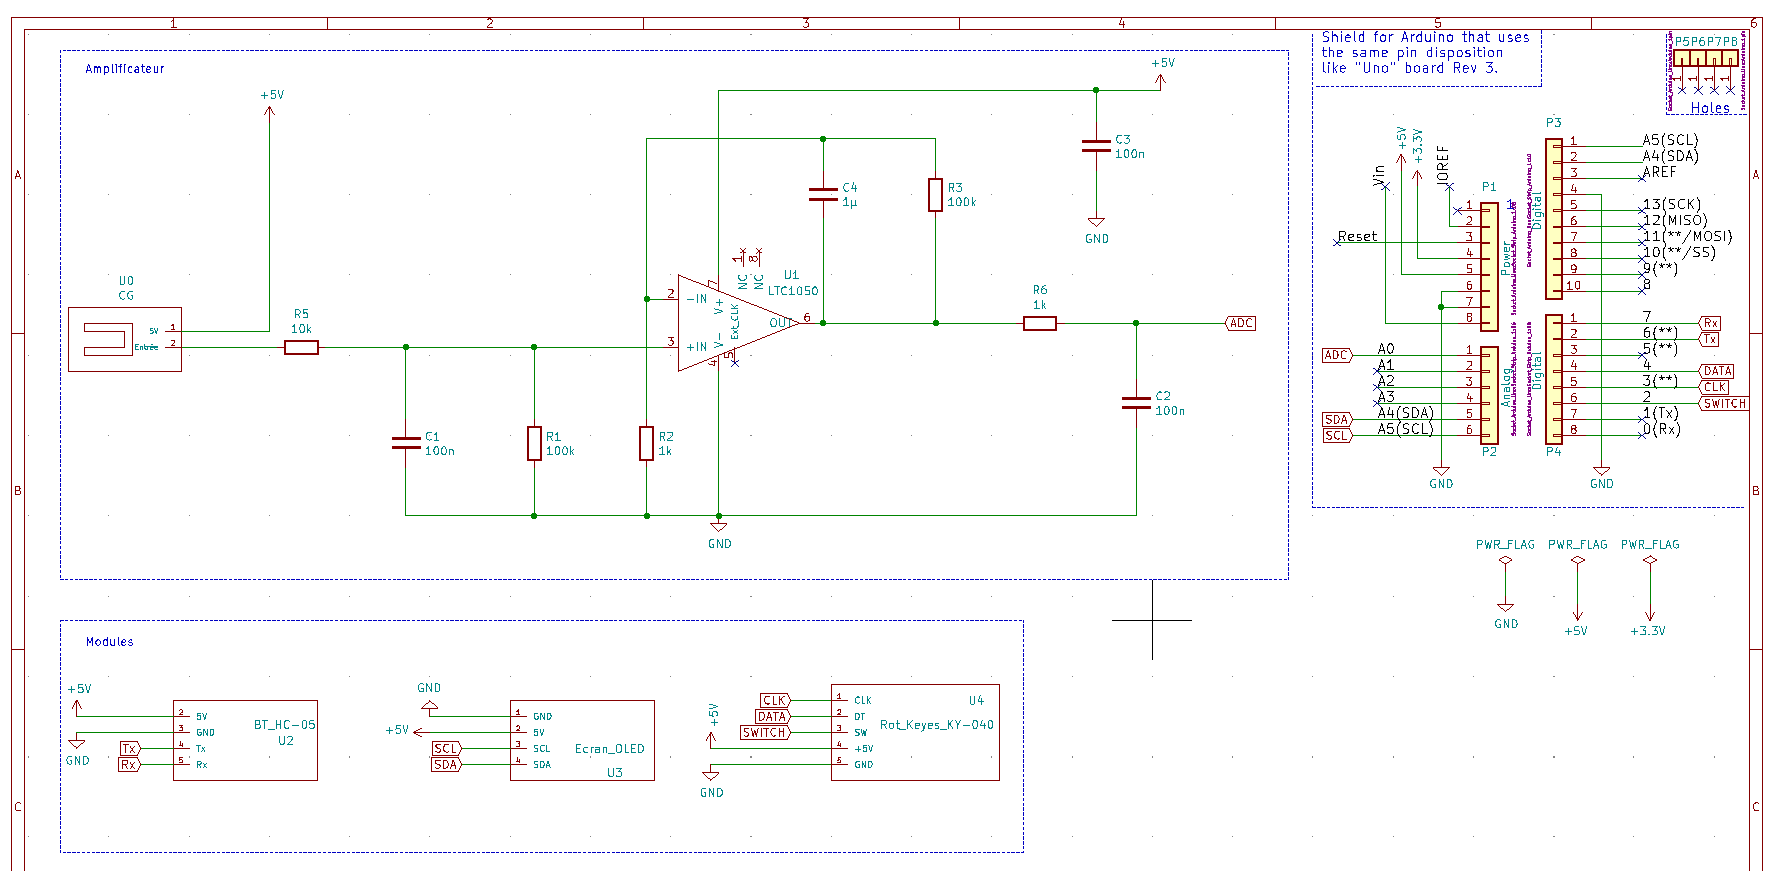 1 2 3 4 5 6
A
B
C
A
B
C
Amplificateur
+5V
U0
CG
5V 1
Entrée 2
R5
10k
C1
100n
R1
100k
R2
1k
GND
C4
1µ
R3
100k
+5V
C3
100n
GND
1 NC
8 NC
U1
LTC1050
2 -IN
3 +IN
7 V+
4 V-
5 Ext_CLK
OUT 6
R6
1k
ADC
C2
100n
Shield for Arduino that uses
the same pin disposition
like "Uno" board Rev 3.
P5 P6 P7 P8
1 1 1 1
Holes
Vin
+5V
+3.3V
IOREF
Reset
P1
1
1
2
3
4
5
6
7
8
Power
P3
1 A5(SCL)
2 A4(SDA)
3 AREF
4
5 13(SCK)
6 12(MISO)
7 11(**/MOSI)
8 10(**/SS)
9 9(**)
10 8
Digital
ADC A0 1
A1 2
A2 3
A3 4
SDA A4(SDA) 5
SCL A5(SCL) 6
Analog
P2
1 7 Rx
2 6(**) Tx
3 5(**)
4 4 DATA
5 3(**) CLK
6 2 SWITCH
7 1(Tx)
8 0(Rx)
Digital
P4
GND
GND
PWR_FLAG PWR_FLAG PWR_FLAG
GND
+5V
+3.3V
Modules
+5V
GND
2 5V
3 GND
Tx 4 Tx
Rx 5 Rx
BT_HC-05
U2
GND
+5V
1 GND
2 5V
SCL 3 SCL
SDA 4 SDA
Ecran_OLED
U3
CLK 1 CLK
DATA 2 DT
SWITCH 3 SW
+5V 4 +5V
5 GND
GND
U4
Rot_Keyes_KY-040